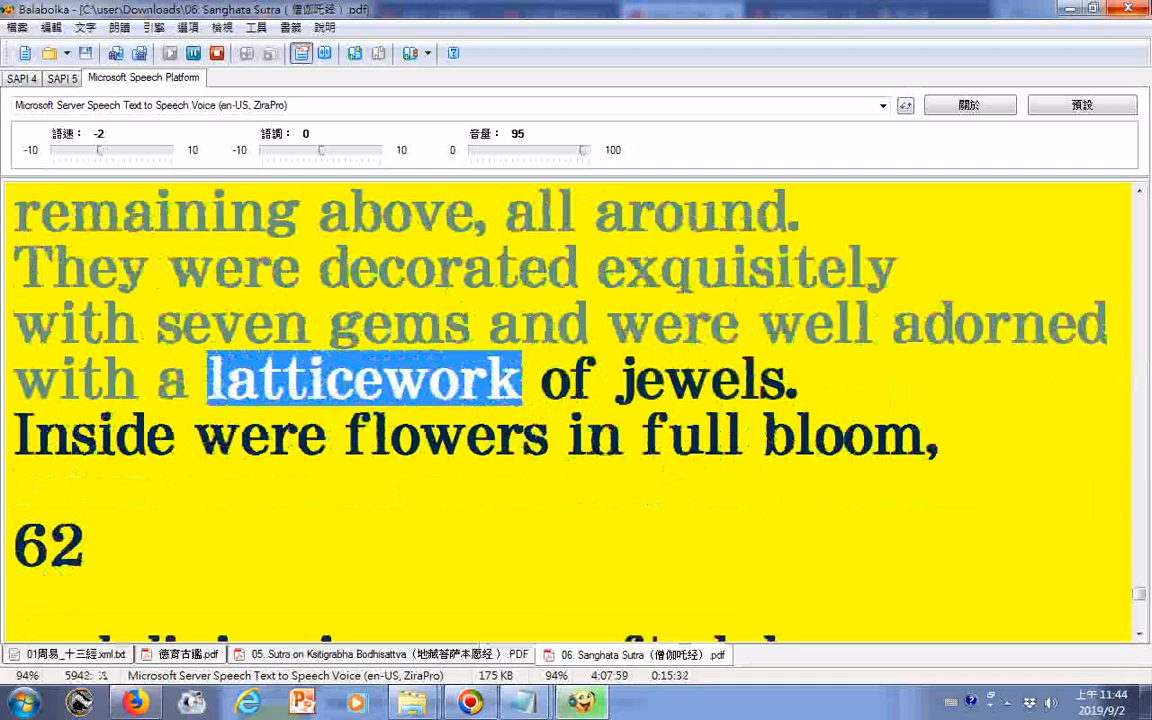 Balabolka - [C:\user\Downloads\06. Sanghata Sutra（僧伽吒经）.pdf]
檔案 編輯 文字 朗讀 引擎 選項 檢視 工具 書籤 說明
SAPI 4 SAPI 5 Microsoft Speech Platform
Microsoft Server Speech Text to Speech Voice (en-US, ZiraPro) 關於 預設
語速： -2 語調： 0 音量： 95
-10 10 -10 10 0 100
remaining above, all around.
They were decorated exquisitely
with seven gems and were well adorned
with a latticework of jewels.
Inside were flowers in full bloom,
62
01周易_十三經.xml.txt 德育古鑑.pdf 05. Sutra on Ksitigrabha Bodhisattva（地藏菩萨本愿经）.PDF 06. Sanghata Sutra（僧伽吒经）.pdf
94% Microsoft Server Speech Text to Speech Voice (en-US, ZiraPro) 175 KB 94% 4:07:59 0:15:32
上午 11:44
2019/9/2